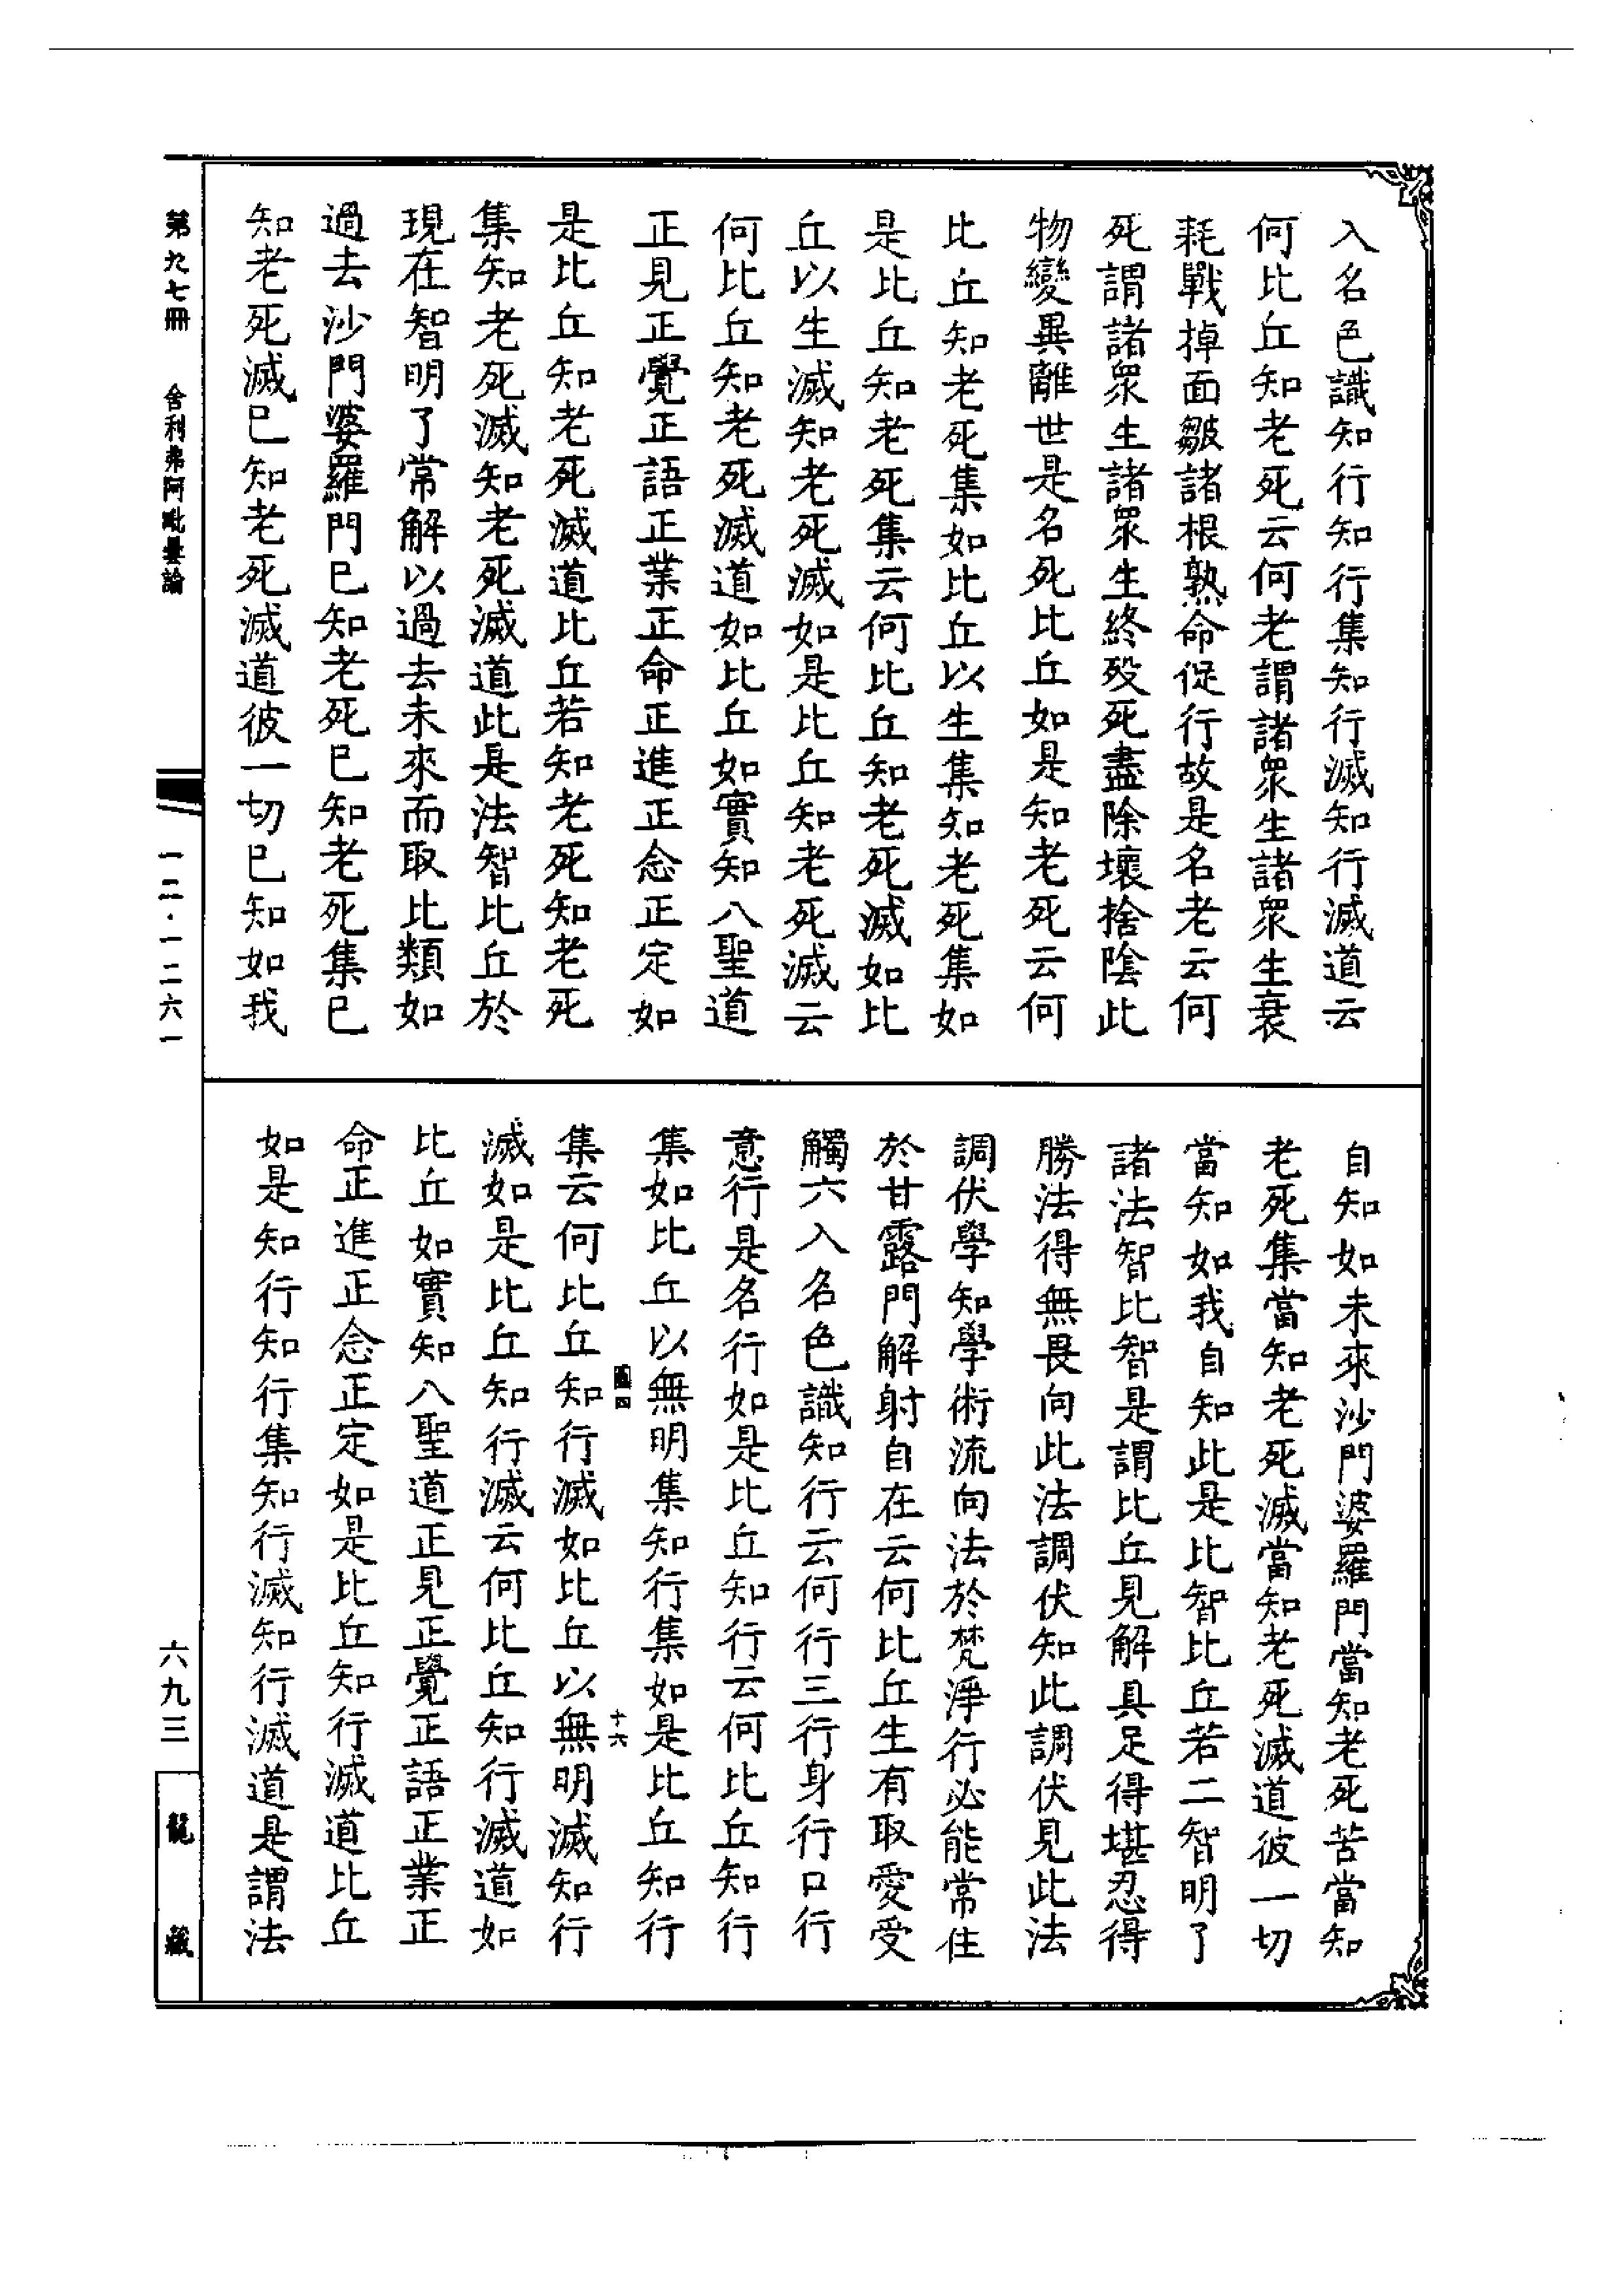 入名色識知行知行集知行滅知行滅道云
何比丘知老死云何老謂諸衆生諸衆生衰
耗戰掉面皺諸根熟命促行故是名老云何
死謂諸衆生諸衆生終歿死盡除壞捨陰此
物變異離世是名死比丘如是知老死云何
比丘知老死集如比丘以生集知老死集如
是比丘知老死集云何比丘知老死滅如比
丘以生滅知老死滅如是比丘知老死滅云
何比丘知老死滅道如比丘如實知八聖道
正見正覺正語正業正命正進正念正定如
是比丘知老死滅道比丘若知老死知老死
集知老死滅知老死滅道此是法智比丘於
現在智明了常解以過去未來而取比類如
過去沙門婆羅門已知老死已知老死集已
知老死滅已知老死滅道彼一切已知如我
自知如未來沙門婆羅門當知老死苦當知
老死集當知老死滅當知老死滅道彼一切
當知如我自知此是比智比丘若二智明了
諸法智比智是謂比丘見解具足得堪忍得
勝法得無畏向此法調伏知此調伏見此法
調伏學知學術流向法於梵淨行必能常住
於甘露門解射自在云何比丘生有取愛受
觸六入名色識知行云何行三行身行口行
意行是名行如是比丘知行云何比丘知行
集如比丘以無明集知行集如是比丘知行
十六
集云何比丘知行滅如比丘以無明滅知行
滅如是比丘知行滅云何比丘知行滅道如
比丘如實知八聖道正見正覺正語正業正
命正進正念正定如是比丘知行滅道比丘
如是知行知行集知行滅知行滅道是謂法
第九七冊 舍利弗阿毗曇論
一二·一二六一
六九三
龍藏